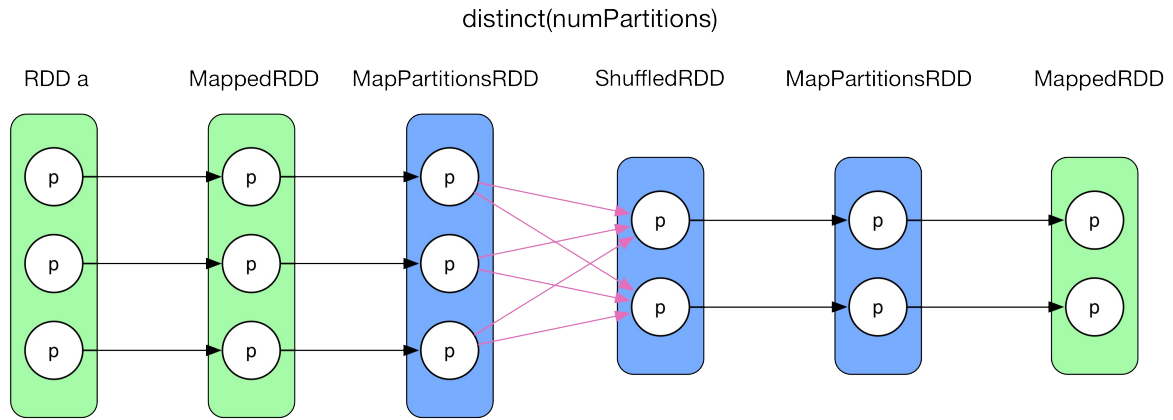 distinct(numPartitions)
RDD a MappedRDD MapPartitionsRDD ShuffledRDD MapPartitionsRDD MappedRDD
p p p
p p p
p p p
p p p
p p p